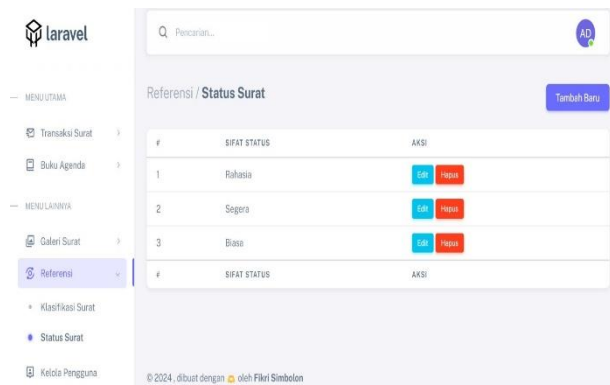 laravel
MENU UTAMA
Transaksi Surat
Buku Agenda
MENU LAINNYA
Galeri Surat
Referensi
Klasifikasi Surat
Status Surat
Kelola Pengguna
Pencarian...
AD
Referensi / Status Surat
Tambah Baru
# SIFAT STATUS AKSI
1 Rahasia Edit Hapus
2 Segera Edit Hapus
3 Biasa Edit Hapus
# SIFAT STATUS AKSI
© 2024 , dibuat dengan oleh Fikri Simbolon